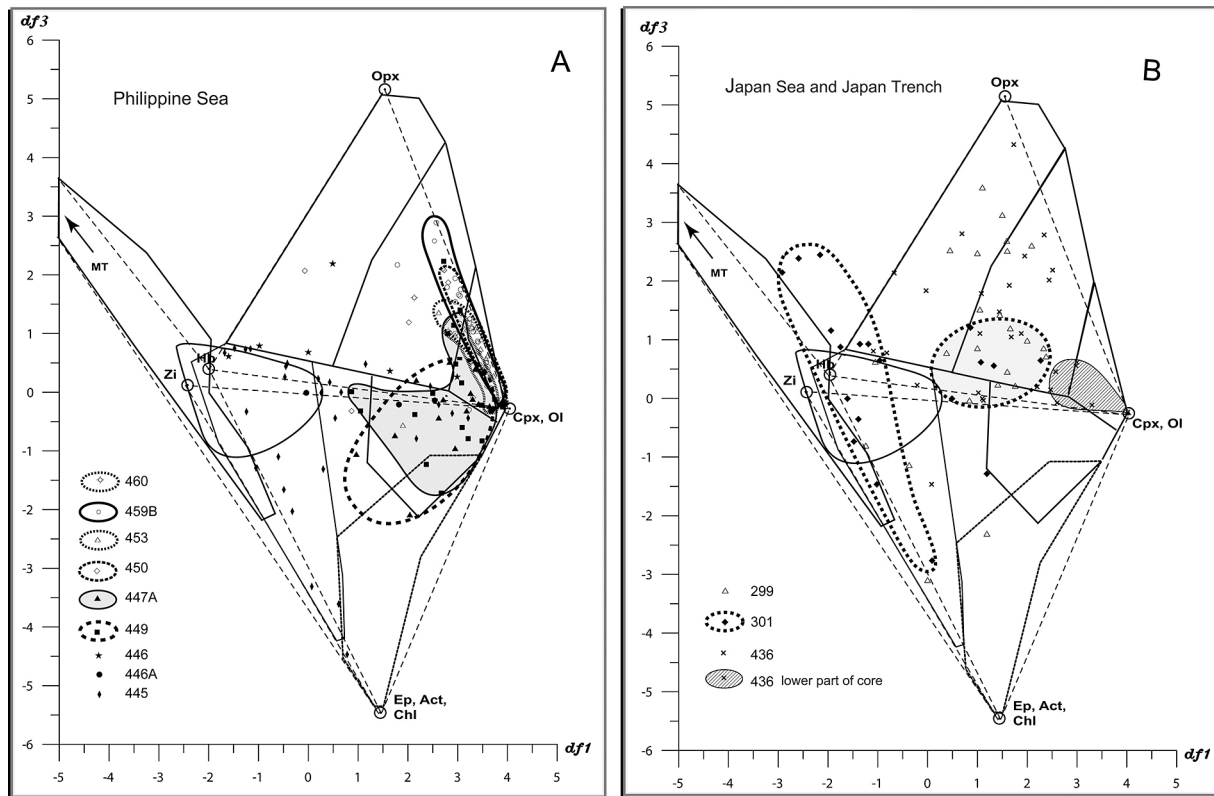 df3
A
Philippine Sea
6
5
4
3
2
1
0
-1
-2
-3
-4
-5
-6
Opx
MT
Hb
Zi
Cpx, Ol
460
459B
453
450
447A
449
446
446A
445
Ep, Act,
Chl
-5 -4 -3 -2 -1 0 1 2 3 4 5
df1
df3
B
Japan Sea and Japan Trench
6
5
4
3
2
1
0
-1
-2
-3
-4
-5
-6
Opx
MT
Hb
Zi
Cpx, Ol
299
301
436
436 lower part of core
Ep, Act,
Chl
-5 -4 -3 -2 -1 0 1 2 3 4 5
df1